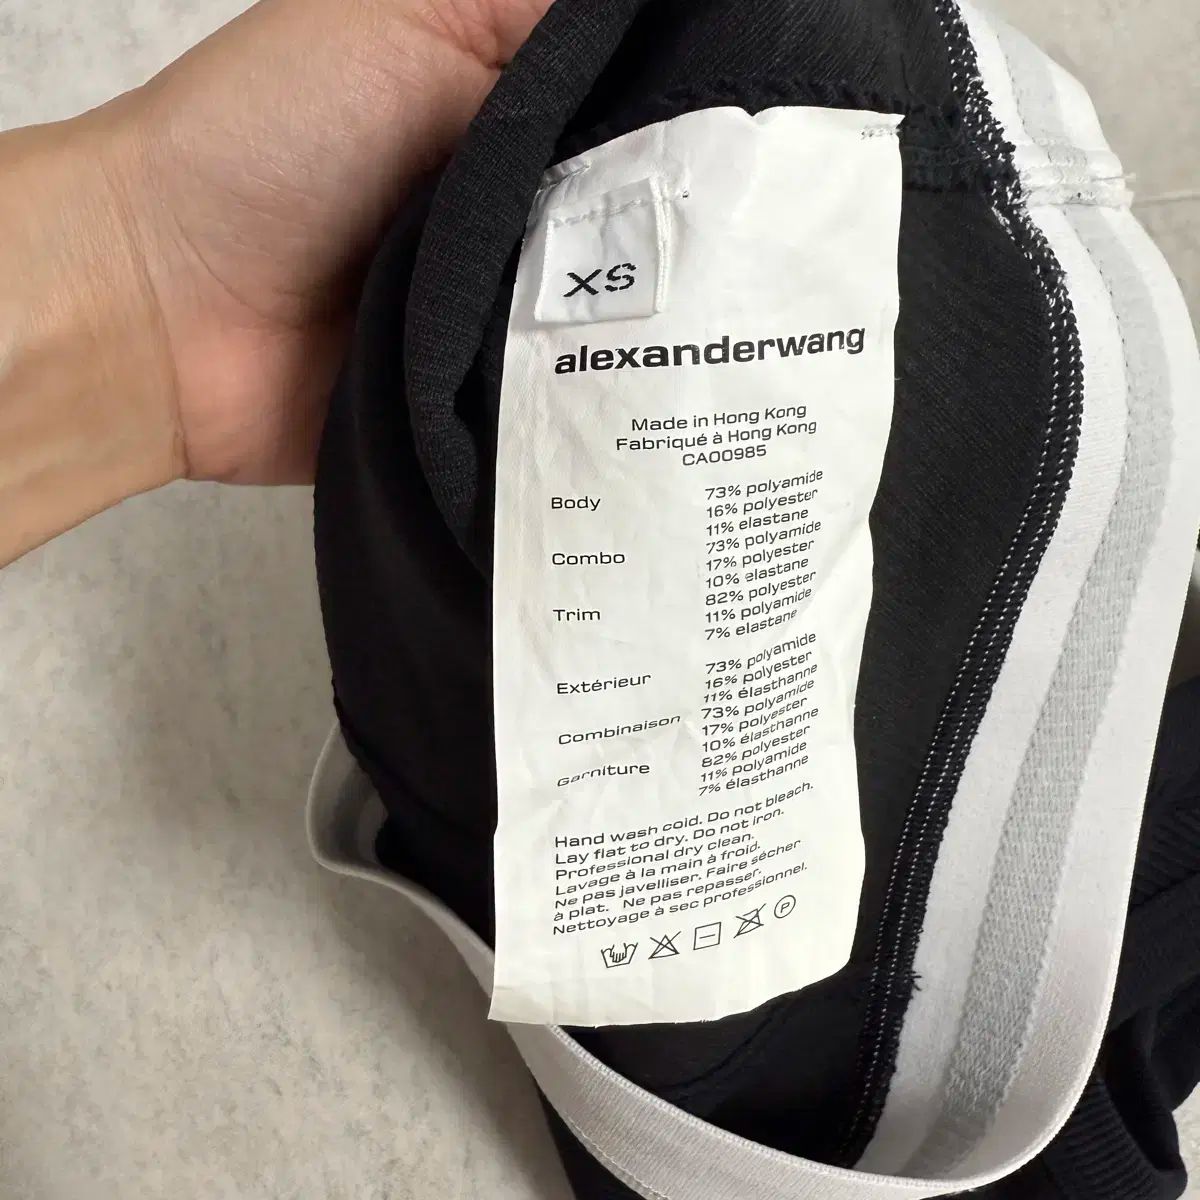 XS
alexanderwang
Made in Hong Kong
Fabriqué à Hong Kong
CA00985
Body 73% polyamide
16% polyester
11% elastane
Combo 73% polyamide
17% polyester
10% elastane
Trim 82% polyester
11% polyamide
7% elastane
Extérieur 73% polyamide
16% polyester
11% élasthanne
Combinaison 73% polyamide
17% polyester
10% élasthanne
Garniture 82% polyester
11% polyamide
7% élasthanne
Hand wash cold. Do not bleach.
Lay flat to dry. Do not iron.
Professional dry clean.
Lavage à la main à froid.
Ne pas javelliser. Faire sécher
à plat. Ne pas repasser.
Nettoyage à sec professionnel.
P